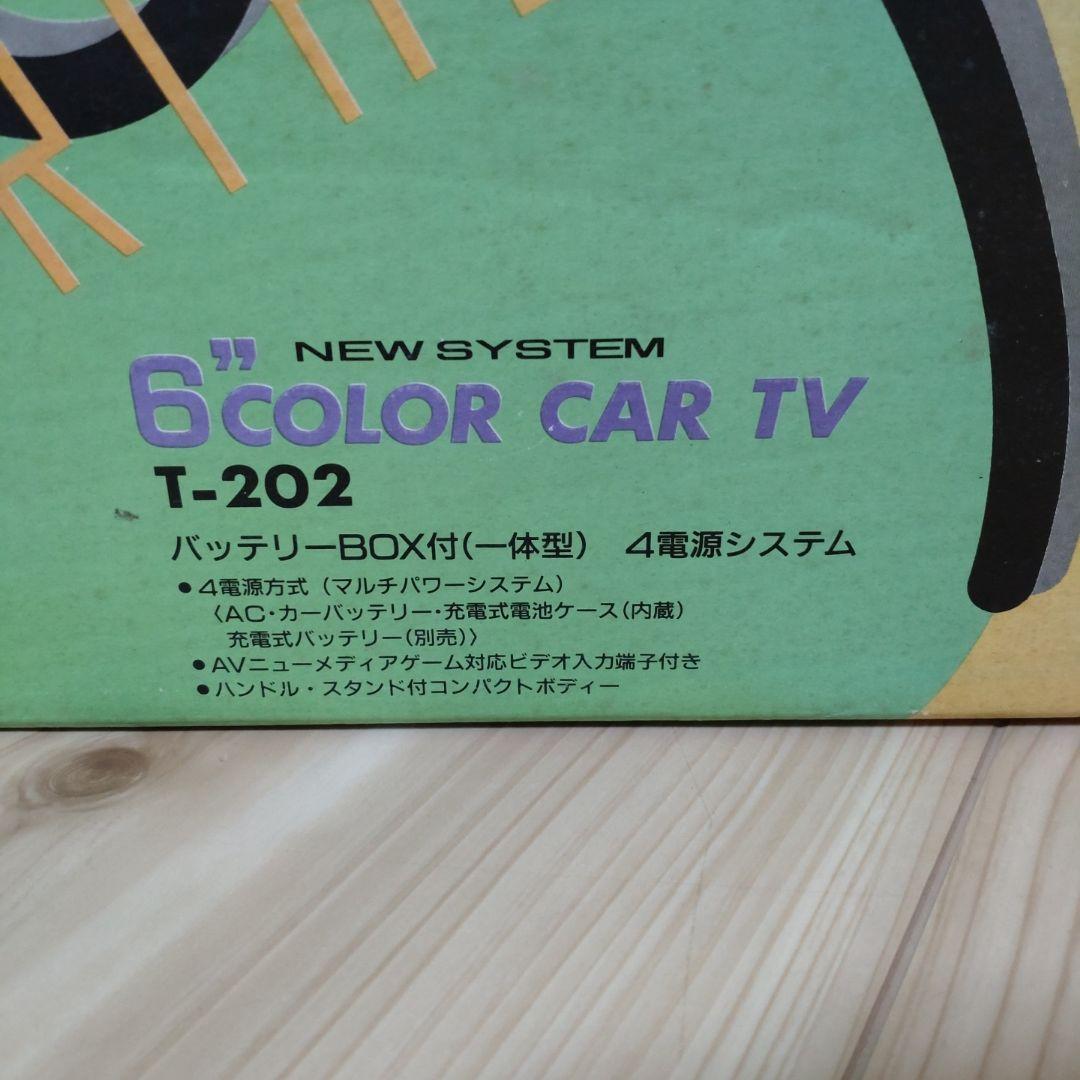 NEW SYSTEM
6”COLOR CAR TV
T-202
バッテリーBOX付(一体型) 4電源システム
●4電源方式(マルチパワーシステム)
〈AC・カーバッテリー・充電式電池ケース(内蔵)
充電式バッテリー(別売)〉
●AVニューメディアゲーム対応ビデオ入力端子付き
●ハンドル・スタンド付コンパクトボディー